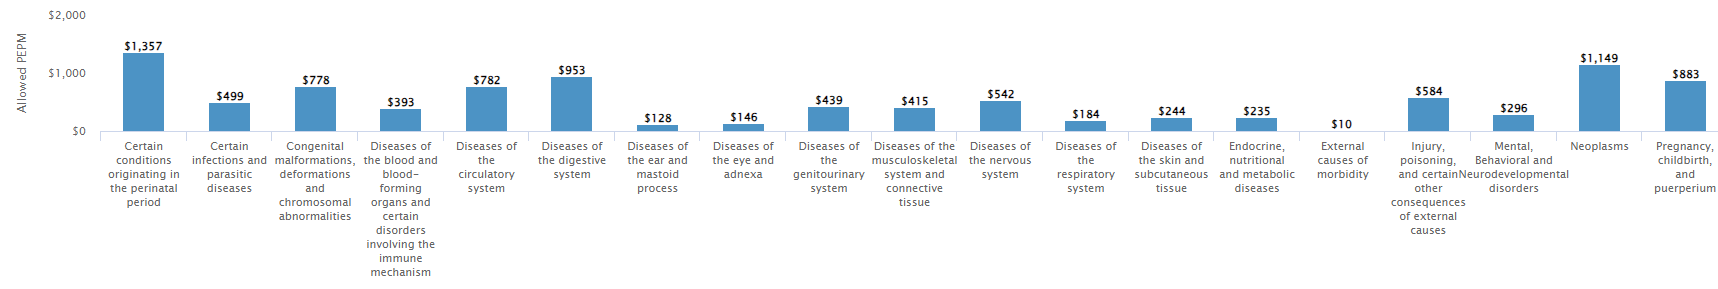 $2,000
$1,000
$0
Allowed PEPM
$1,357
$499
$778
$393
$782
$953
$128
$146
$439
$415
$542
$184
$244
$235
$10
$584
$296
$1,149
$883
Certain
conditions
originating in
the perinatal
period
Certain
infections and
parasitic
diseases
Congenital
malformations,
deformations
and
chromosomal
abnormalities
Diseases of
the blood and
blood-
forming
organs and
certain
disorders
involving the
immune
mechanism
Diseases of
the
circulatory
system
Diseases of
the digestive
system
Diseases of
the ear and
mastoid
process
Diseases of
the eye and
adnexa
Diseases of
the
genitourinary
system
Diseases of the
musculoskeletal
system and
connective
tissue
Diseases of
the nervous
system
Diseases of
the
respiratory
system
Diseases of
the skin and
subcutaneous
tissue
Endocrine,
nutritional
and metabolic
diseases
External
causes of
morbidity
Injury,
poisoning,
and certain
other
consequences
of external
causes
Mental,
Behavioral and
Neurodevelopmental
disorders
Neoplasms
Pregnancy,
childbirth,
and
puerperium